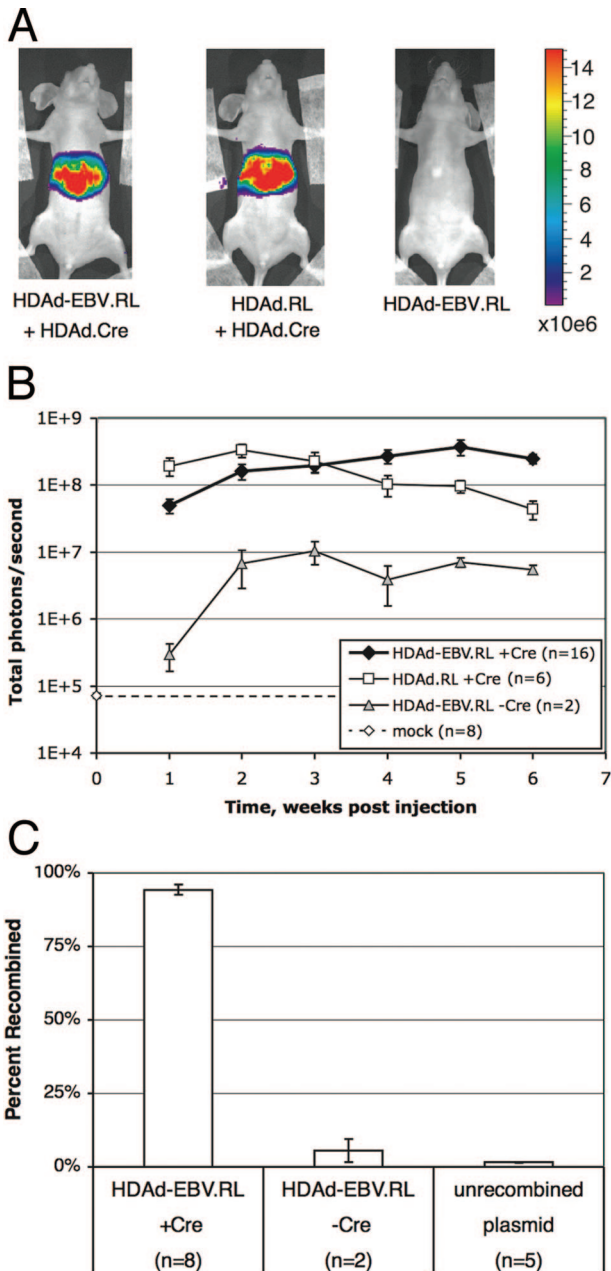 A
14
12
10
8
6
4
2
x10e6
HDAd-EBV.RL
+ HDAd.Cre
HDAd.RL
+ HDAd.Cre
HDAd-EBV.RL
B
Total photons/second
1E+9
1E+8
1E+7
1E+6
1E+5
1E+4
HDAd-EBV.RL +Cre (n=16)
HDAd.RL +Cre (n=6)
HDAd-EBV.RL -Cre (n=2)
mock (n=8)
0 1 2 3 4 5 6 7
Time, weeks post injection
C
Percent Recombined
100%
75%
50%
25%
0%
HDAd-EBV.RL
+Cre
(n=8)
HDAd-EBV.RL
-Cre
(n=2)
unrecombined
plasmid
(n=5)